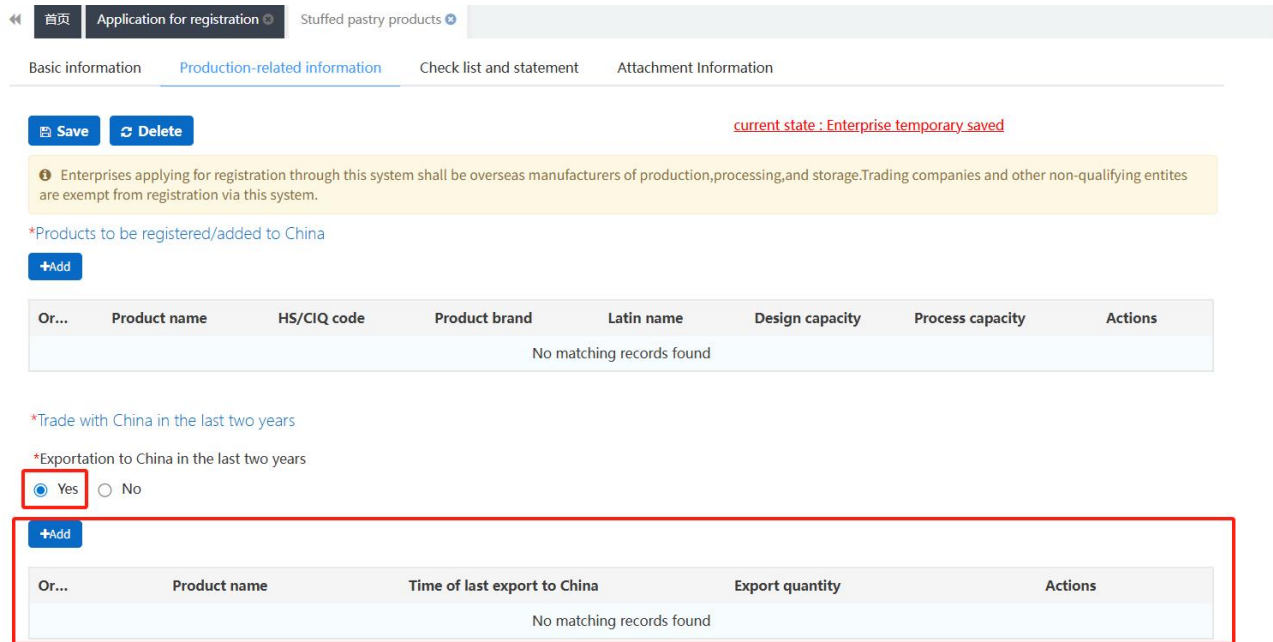 首页 Application for registration Stuffed pastry products
Basic information Production-related information Check list and statement Attachment Information
Save Delete current state : Enterprise temporary saved
Enterprises applying for registration through this system shall be overseas manufacturers of production,processing,and storage.Trading companies and other non-qualifying entites
are exempt from registration via this system.
*Products to be registered/added to China
+Add
Or... Product name HS/CIQ code Product brand Latin name Design capacity Process capacity Actions
No matching records found
*Trade with China in the last two years
*Exportation to China in the last two years
Yes No
+Add
Or... Product name Time of last export to China Export quantity Actions
No matching records found